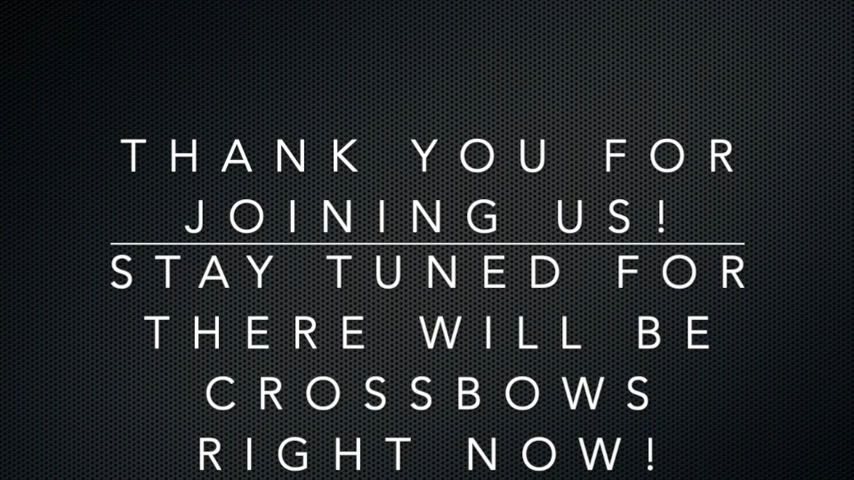 THANK YOU FOR
JOINING US!
STAY TUNED FOR
THERE WILL BE
CROSSBOWS
RIGHT NOW!